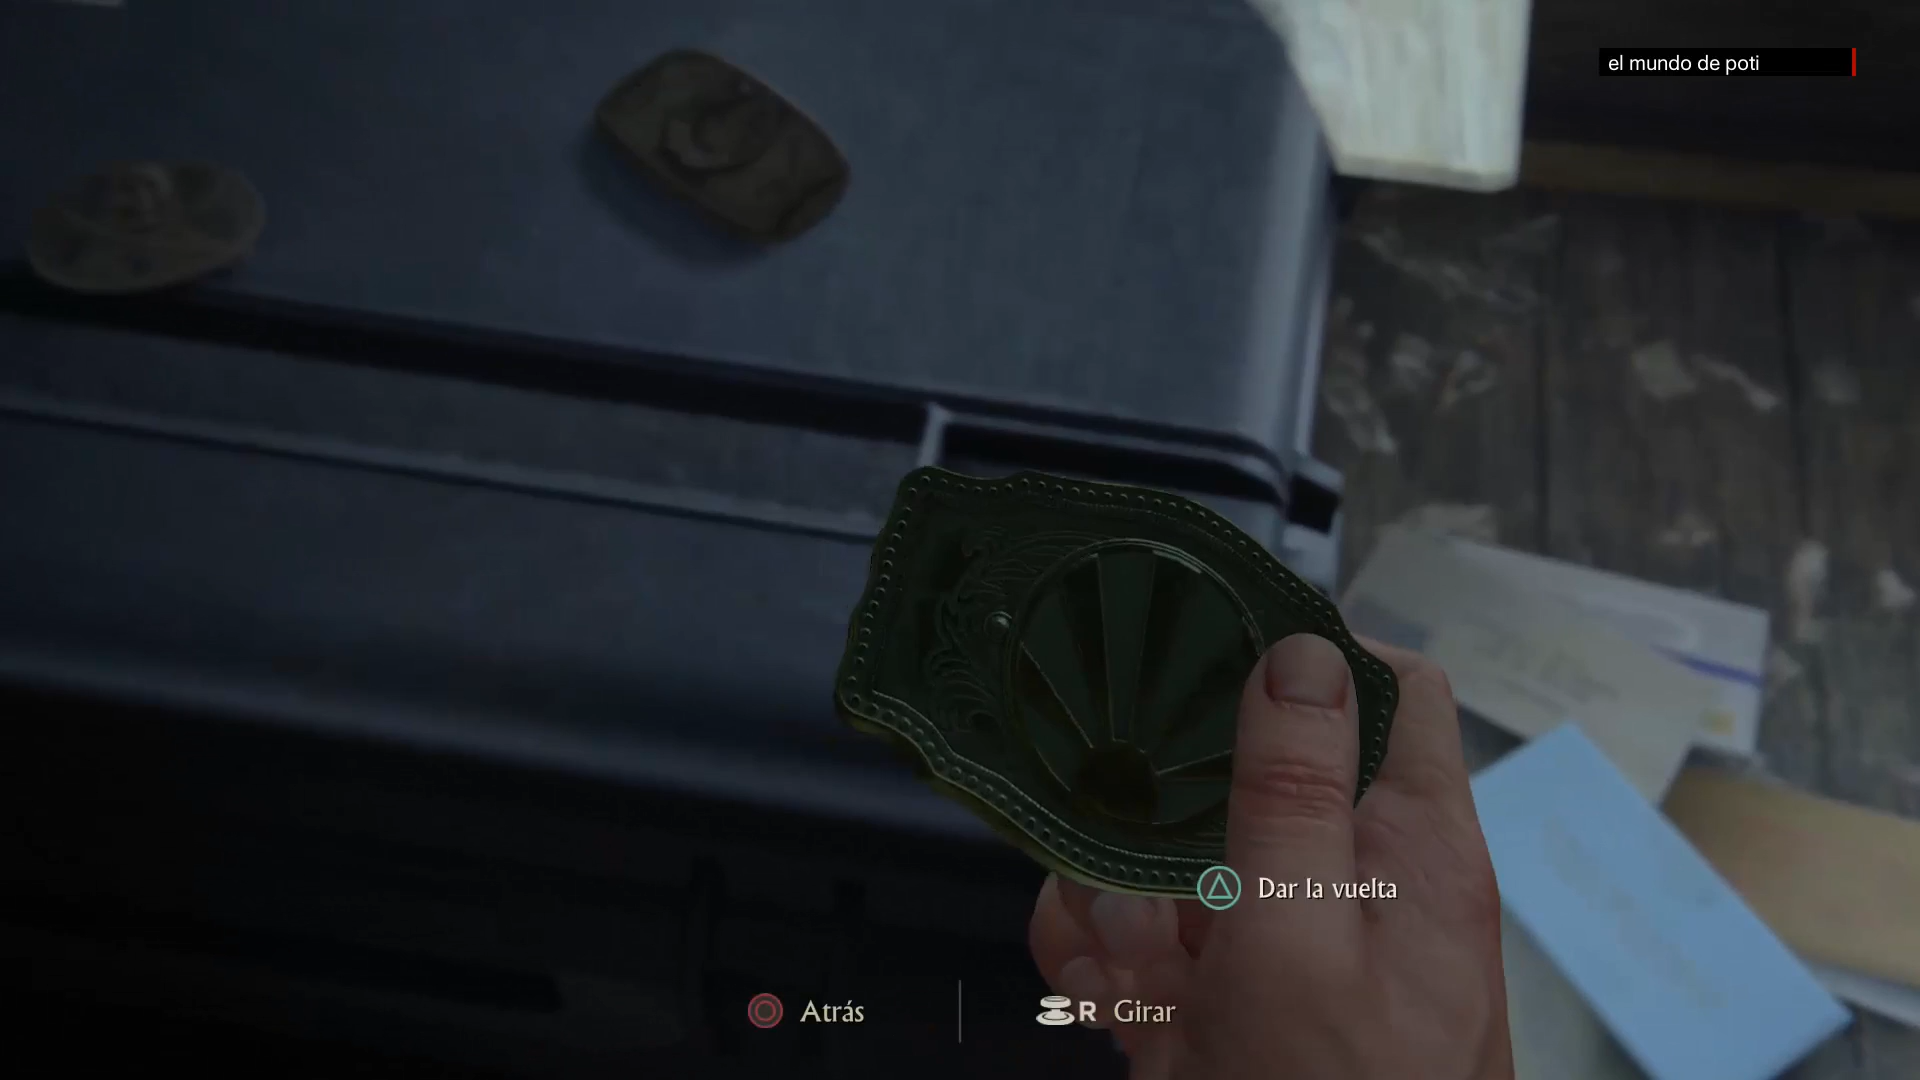 el mundo de poti
Dar la vuelta
Atrás
R Girar